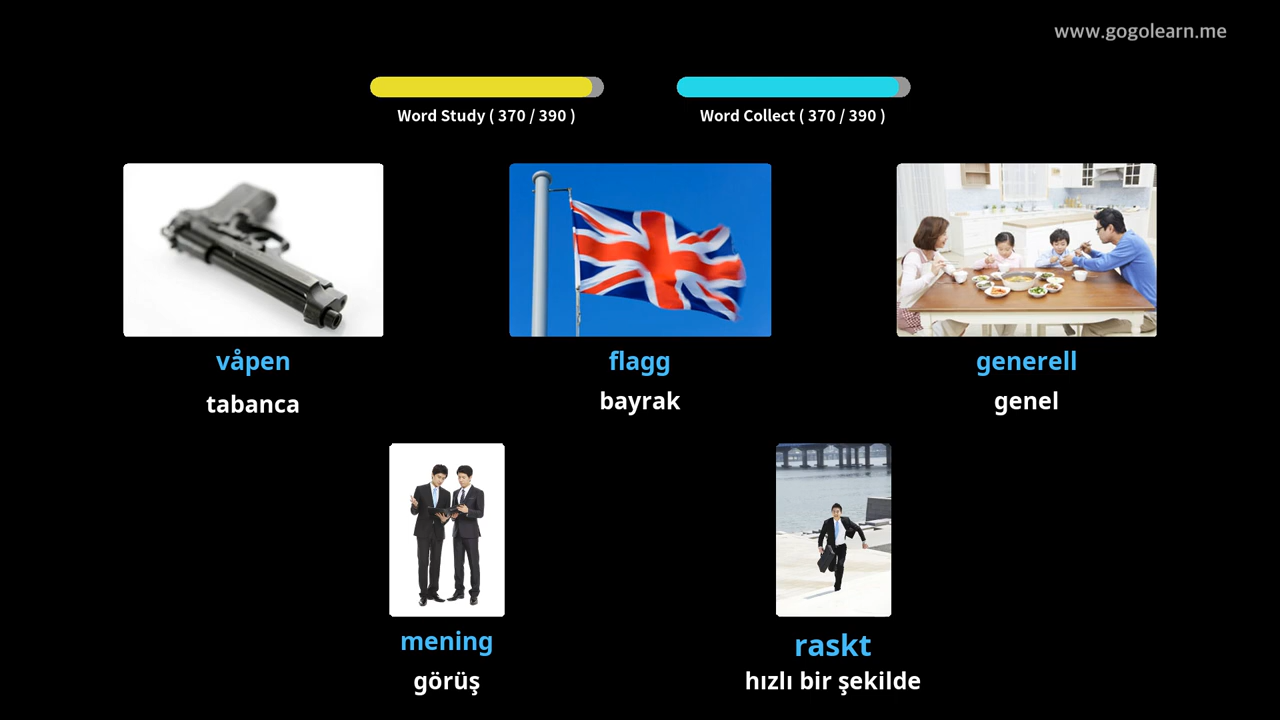 www.gogolearn.me
Word Study ( 370 / 390 )
Word Collect ( 370 / 390 )
våpen
tabanca
flagg
bayrak
generell
genel
mening
görüş
raskt
hızlı bir şekilde